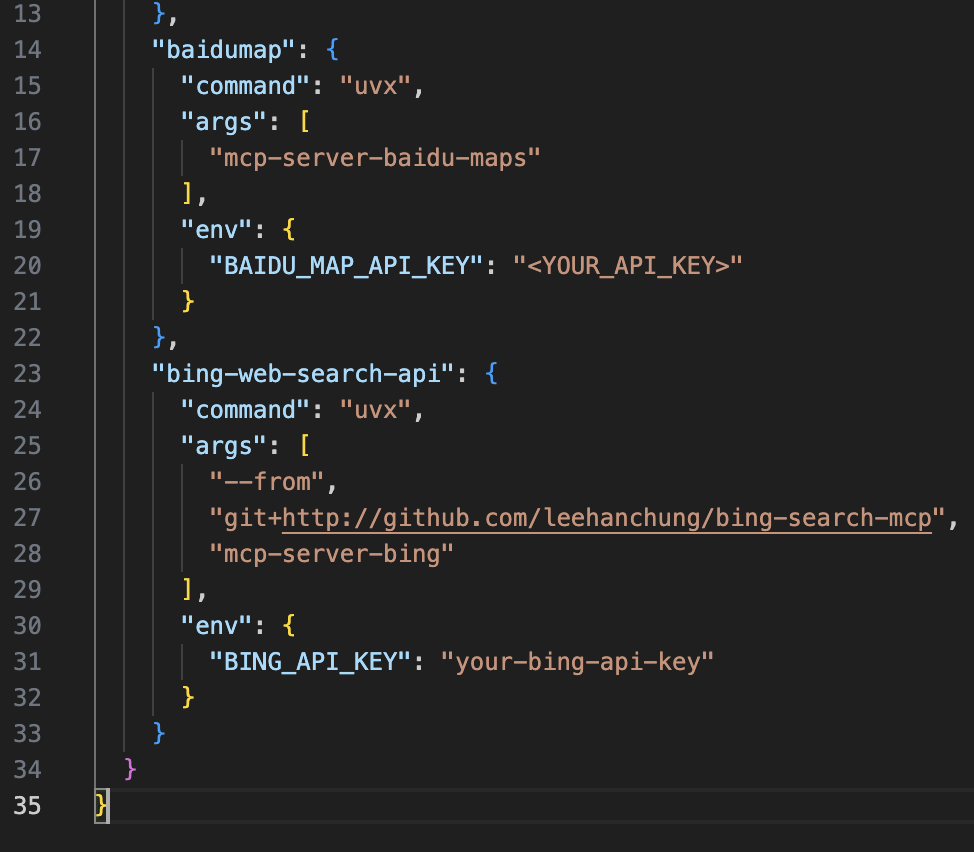 13 },
14 "baidumap": {
15 "command": "uvx",
16 "args": [
17 "mcp-server-baidu-maps"
18 ],
19 "env": {
20 "BAIDU_MAP_API_KEY": "<YOUR_API_KEY>"
21 }
22 },
23 "bing-web-search-api": {
24 "command": "uvx",
25 "args": [
26 "--from",
27 "git+http://github.com/leehanchung/bing-search-mcp",
28 "mcp-server-bing"
29 ],
30 "env": {
31 "BING_API_KEY": "your-bing-api-key"
32 }
33 }
34 }
35 }